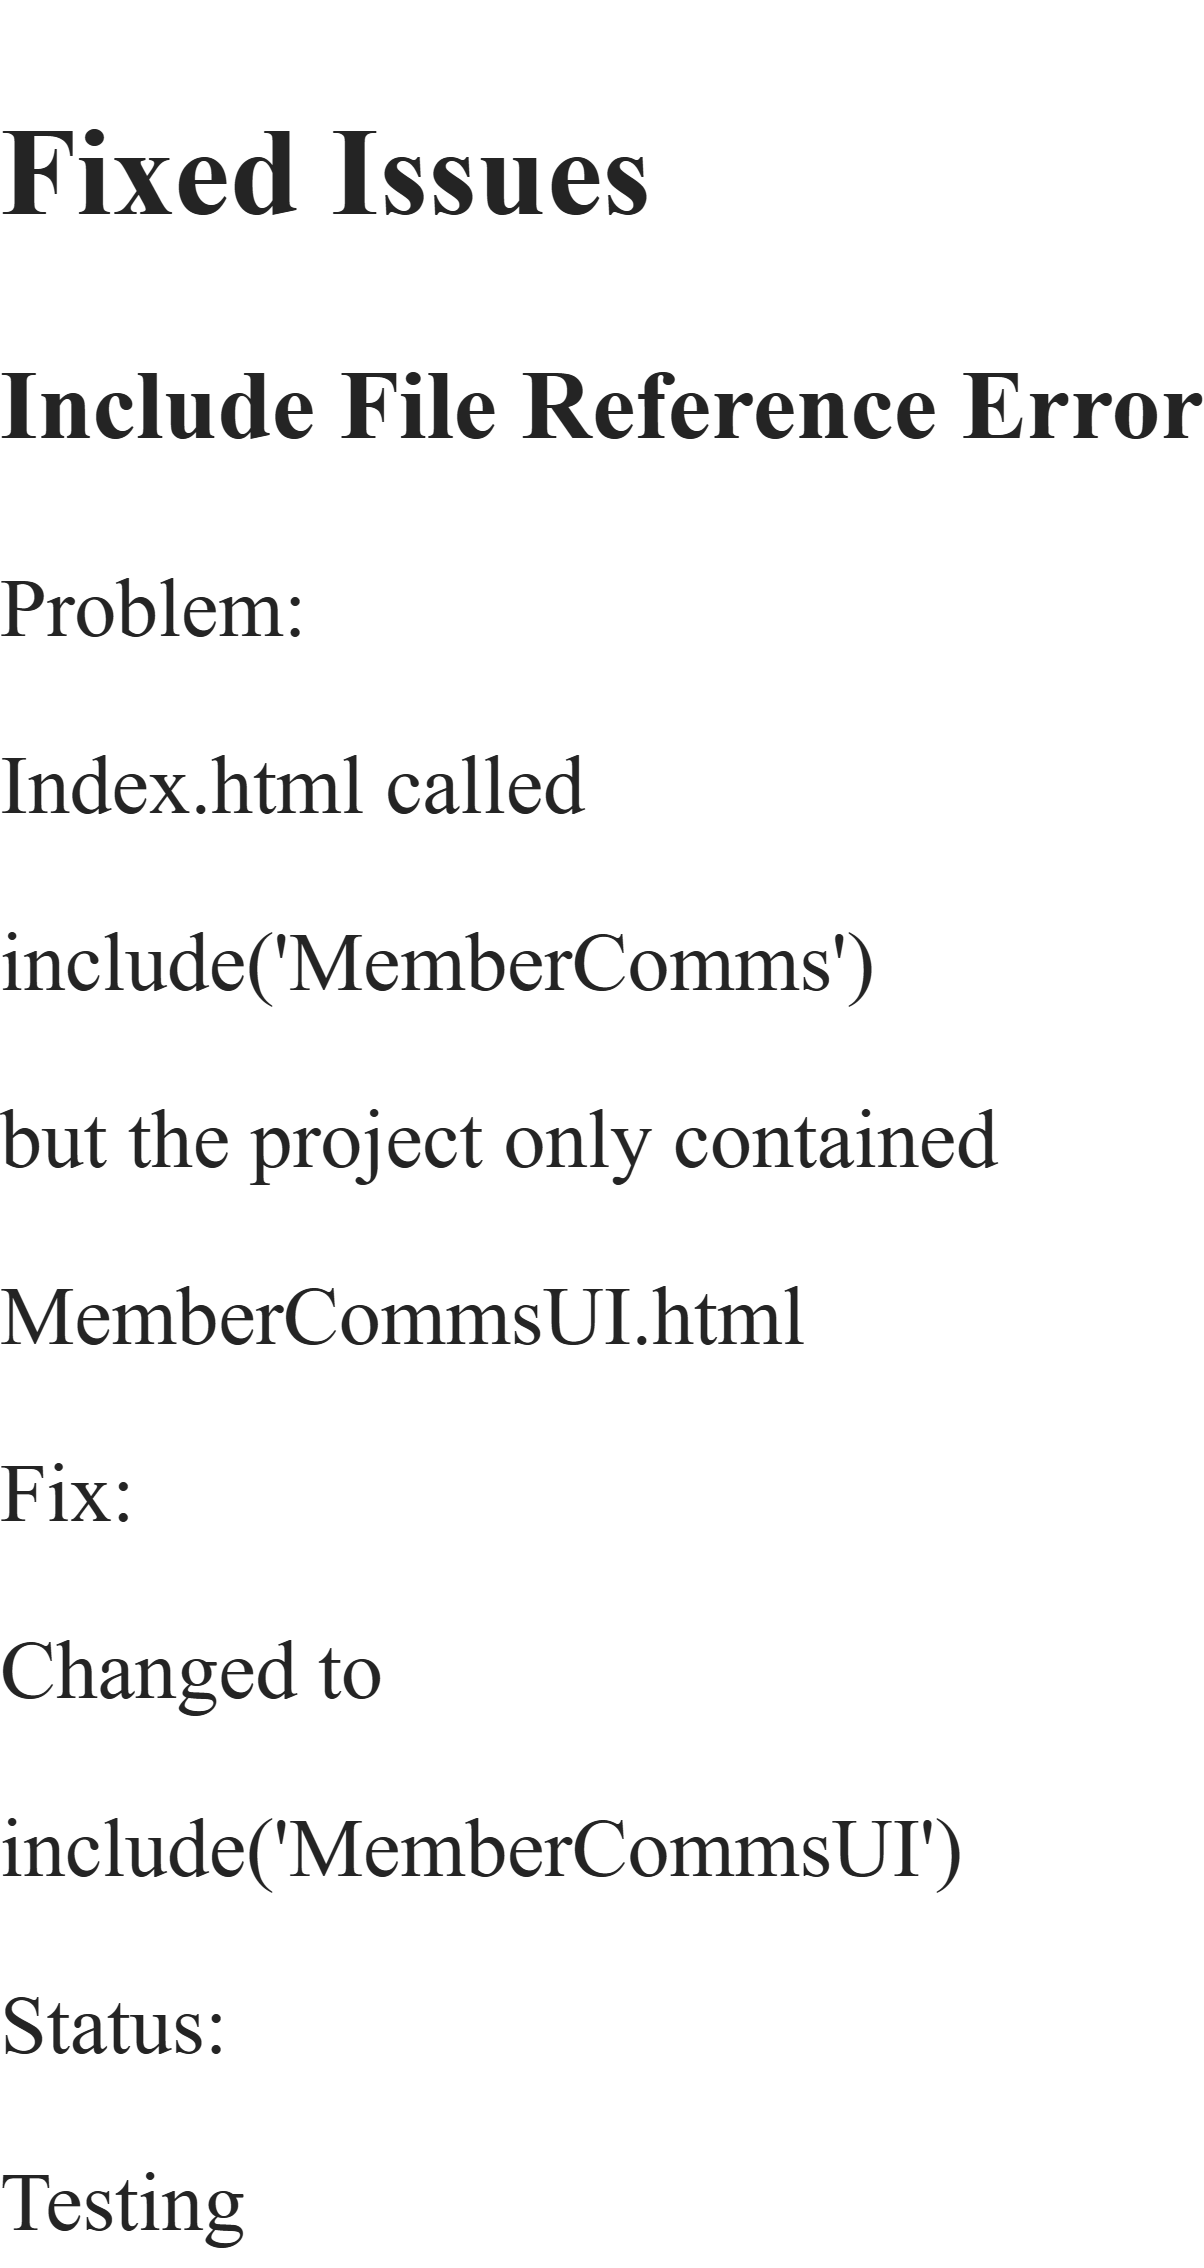 Fixed Issues
Include File Reference Error
Problem:
Index.html called
include('MemberComms')
but the project only contained
MemberCommsUI.html
Fix:
Changed to
include('MemberCommsUI')
Status:
Testing